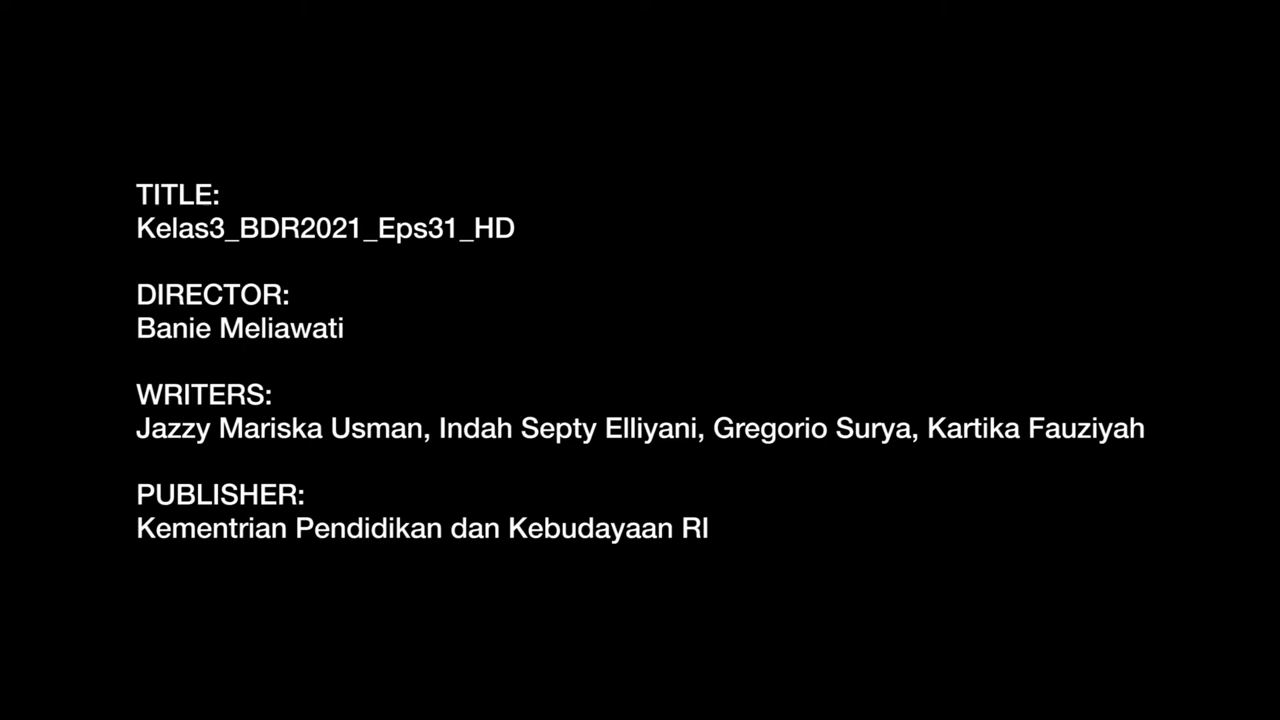 TITLE:
Kelas3_BDR2021_Eps31_HD
DIRECTOR:
Banie Meliawati
WRITERS:
Jazzy Mariska Usman, Indah Septy Elliyani, Gregorio Surya, Kartika Fauziyah
PUBLISHER:
Kementrian Pendidikan dan Kebudayaan RI